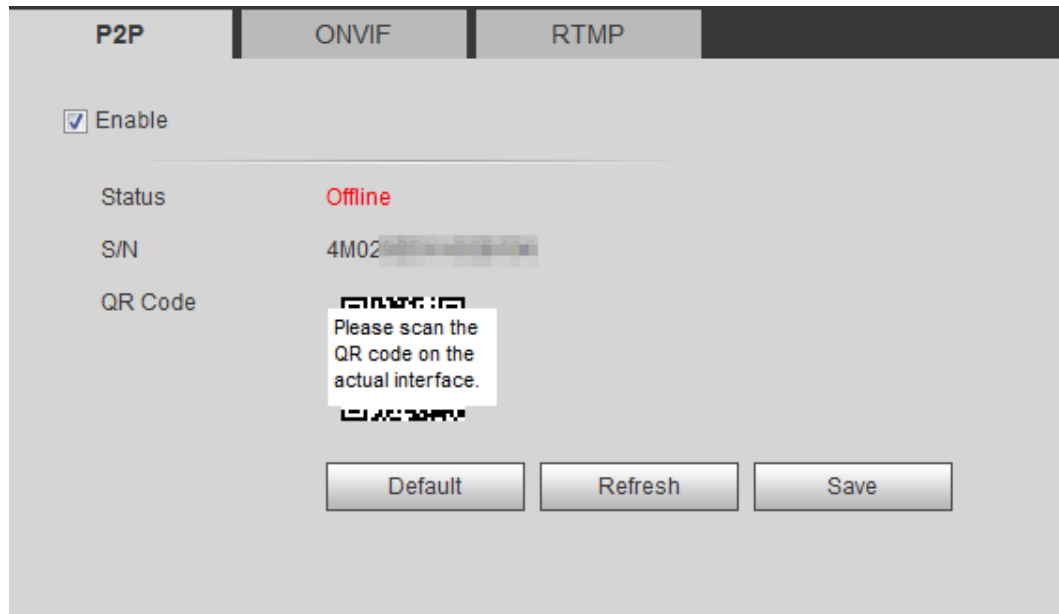 P2P ONVIF RTMP
Enable
Status Offline
S/N 4M02
QR Code
Please scan the
QR code on the
actual interface.
Default Refresh Save